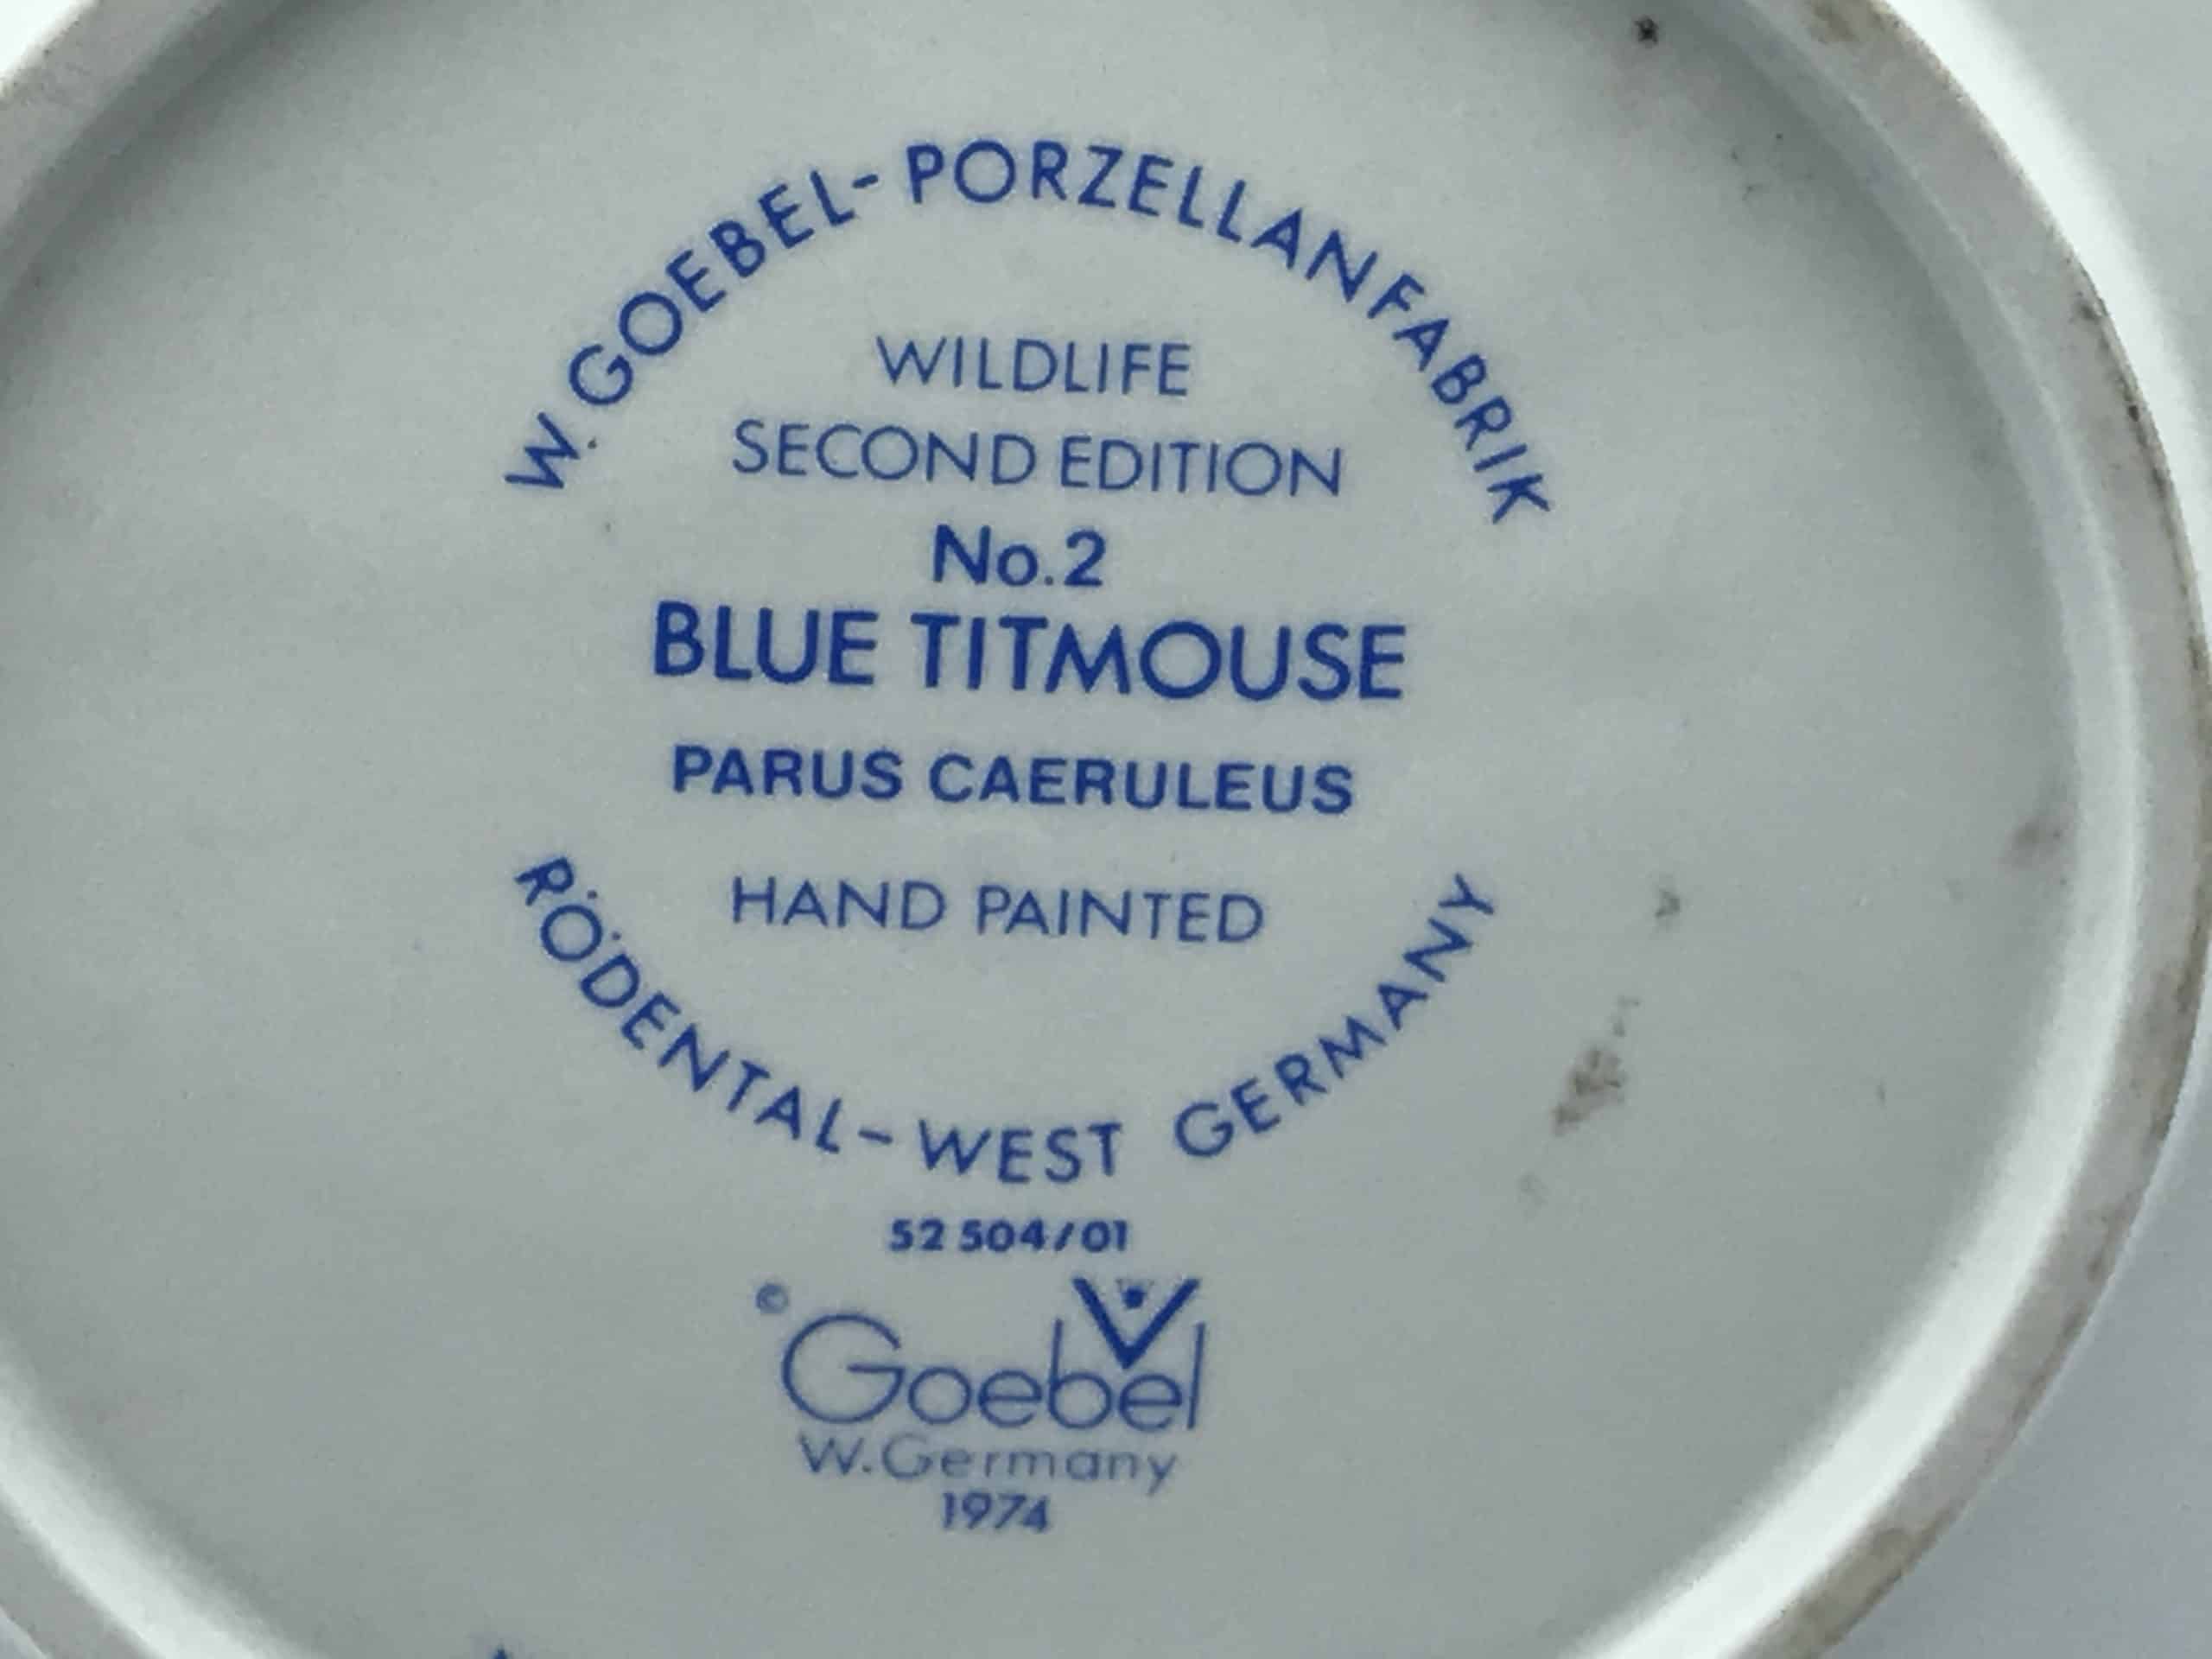 W. GOEBEL-PORZELLANFABRIK
WILDLIFE
SECOND EDITION
No.2
BLUE TITMOUSE
PARUS CAERULEUS
HAND PAINTED
RÖDENTAL-WEST GERMANY
52 504/01
© Goebel
W.Germany
1974